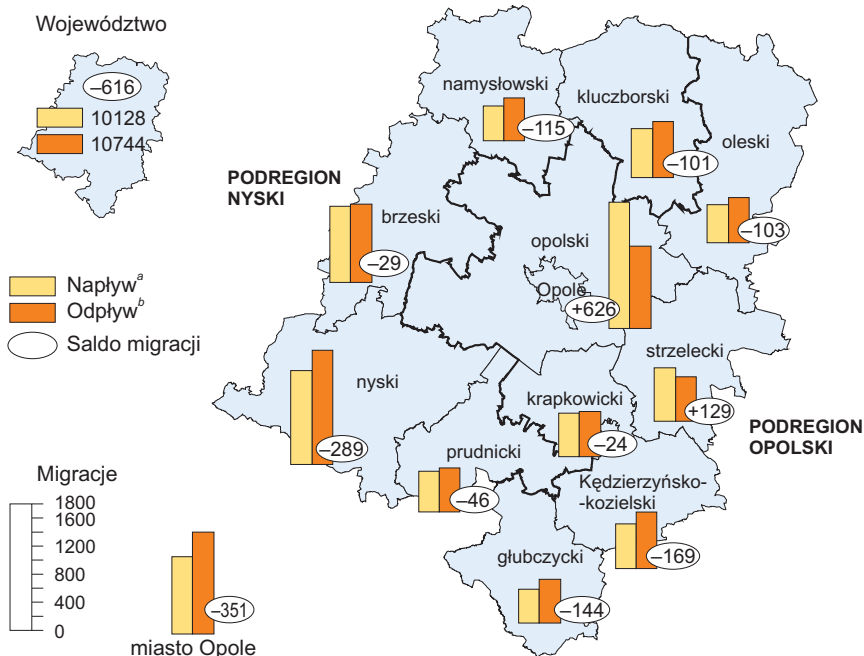 Województwo
–616
10128
10744
namysłowski
–115
kluczborski
–101
oleski
–103
PODREGION
NYSKI
brzeski
–29
opolski
Opole
+626
Napływᵃ
Odpływᵇ
Saldo migracji
nyski
–289
strzelecki
+129
krapkowicki
–24
PODREGION
OPOLSKI
prudnicki
–46
Kędzierzyńsko-
-kozielski
–169
głubczycki
–144
Migracje
1800
1600
1200
800
400
0
–351
miasto Opole